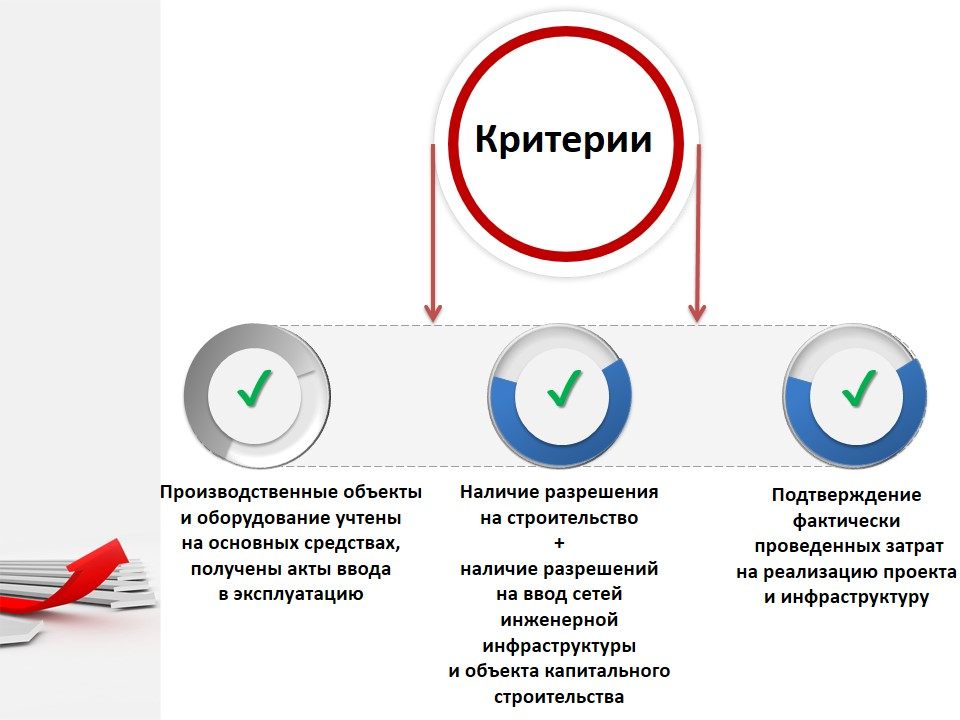 Критерии
Производственные объекты
и оборудование учтены
на основных средствах,
получены акты ввода
в эксплуатацию
Наличие разрешения
на строительство
+
наличие разрешений
на ввод сетей
инженерной
инфраструктуры
и объекта капитального
строительства
Подтверждение
фактически
проведенных затрат
на реализацию проекта
и инфраструктуру